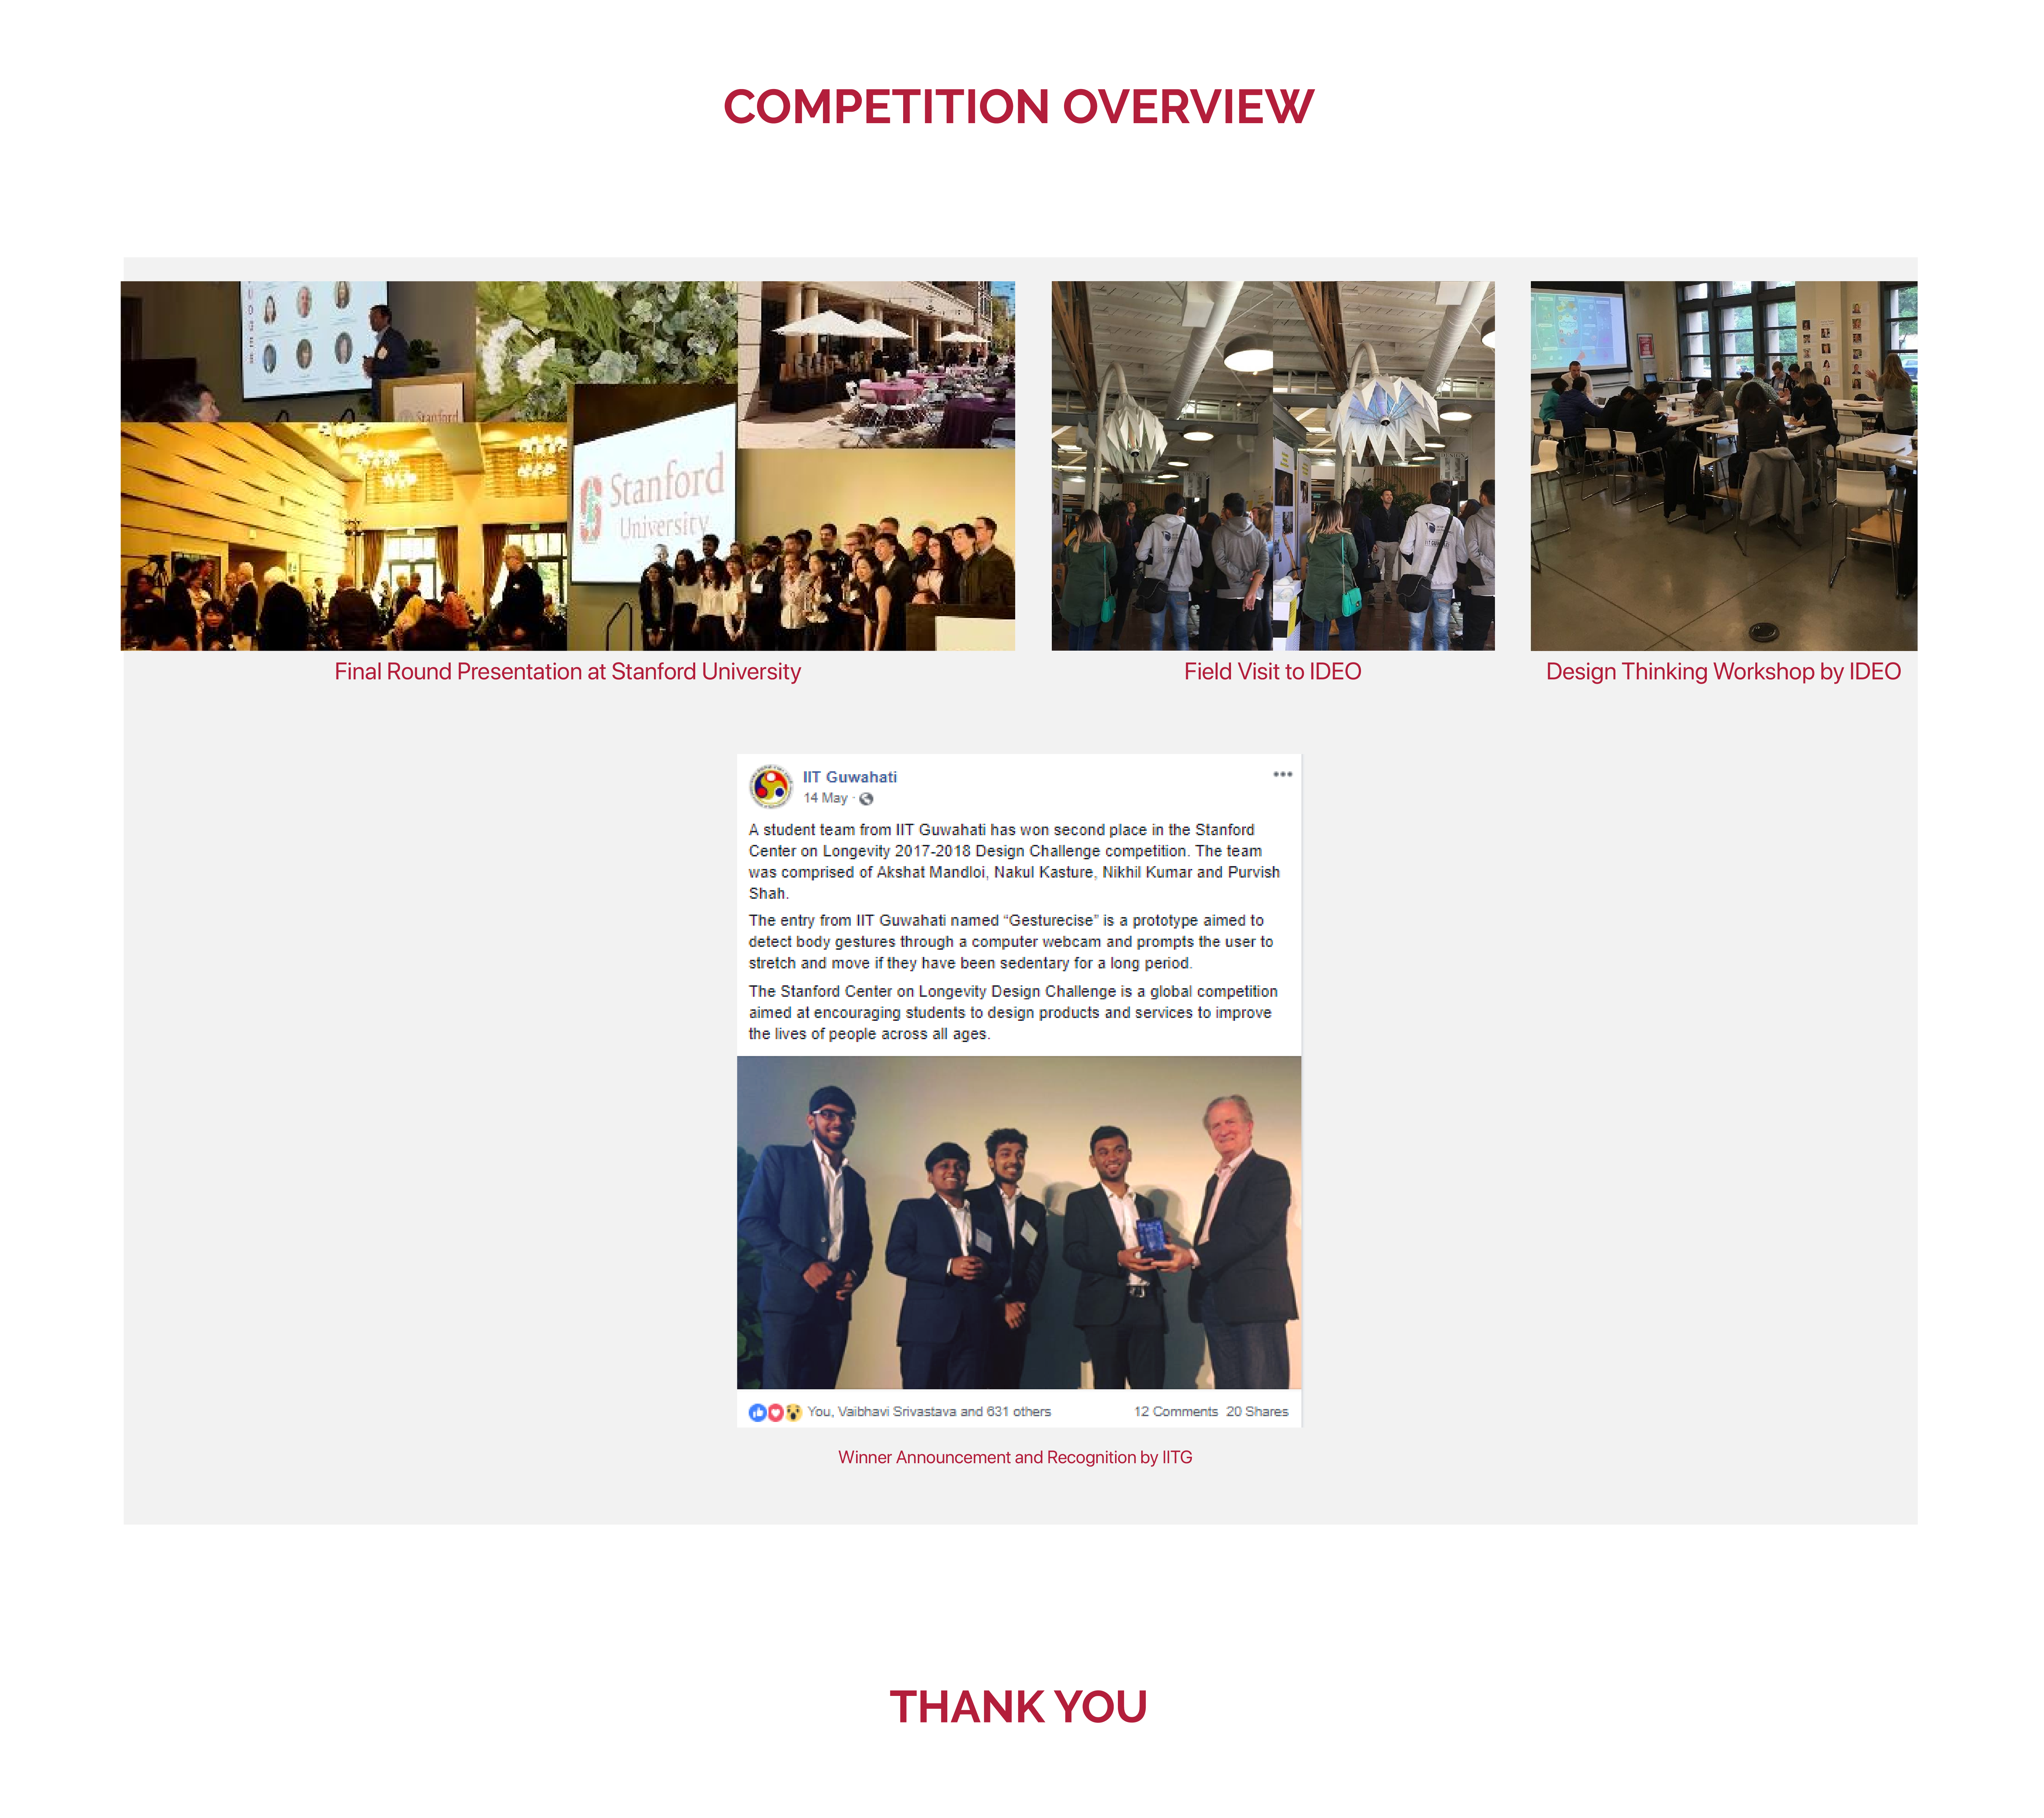 COMPETITION OVERVIEW
Stanford
Stanford
University
Final Round Presentation at Stanford University
Field Visit to IDEO
Design Thinking Workshop by IDEO
IIT Guwahati
14 May ·
A student team from IIT Guwahati has won second place in the Stanford
Center on Longevity 2017-2018 Design Challenge competition. The team
was comprised of Akshat Mandloi, Nakul Kasture, Nikhil Kumar and Purvish
Shah.
The entry from IIT Guwahati named “Gesturecise” is a prototype aimed to
detect body gestures through a computer webcam and prompts the user to
stretch and move if they have been sedentary for a long period.
The Stanford Center on Longevity Design Challenge is a global competition
aimed at encouraging students to design products and services to improve
the lives of people across all ages.
You, Vaibhavi Srivastava and 631 others
12 Comments 20 Shares
Winner Announcement and Recognition by IITG
THANK YOU